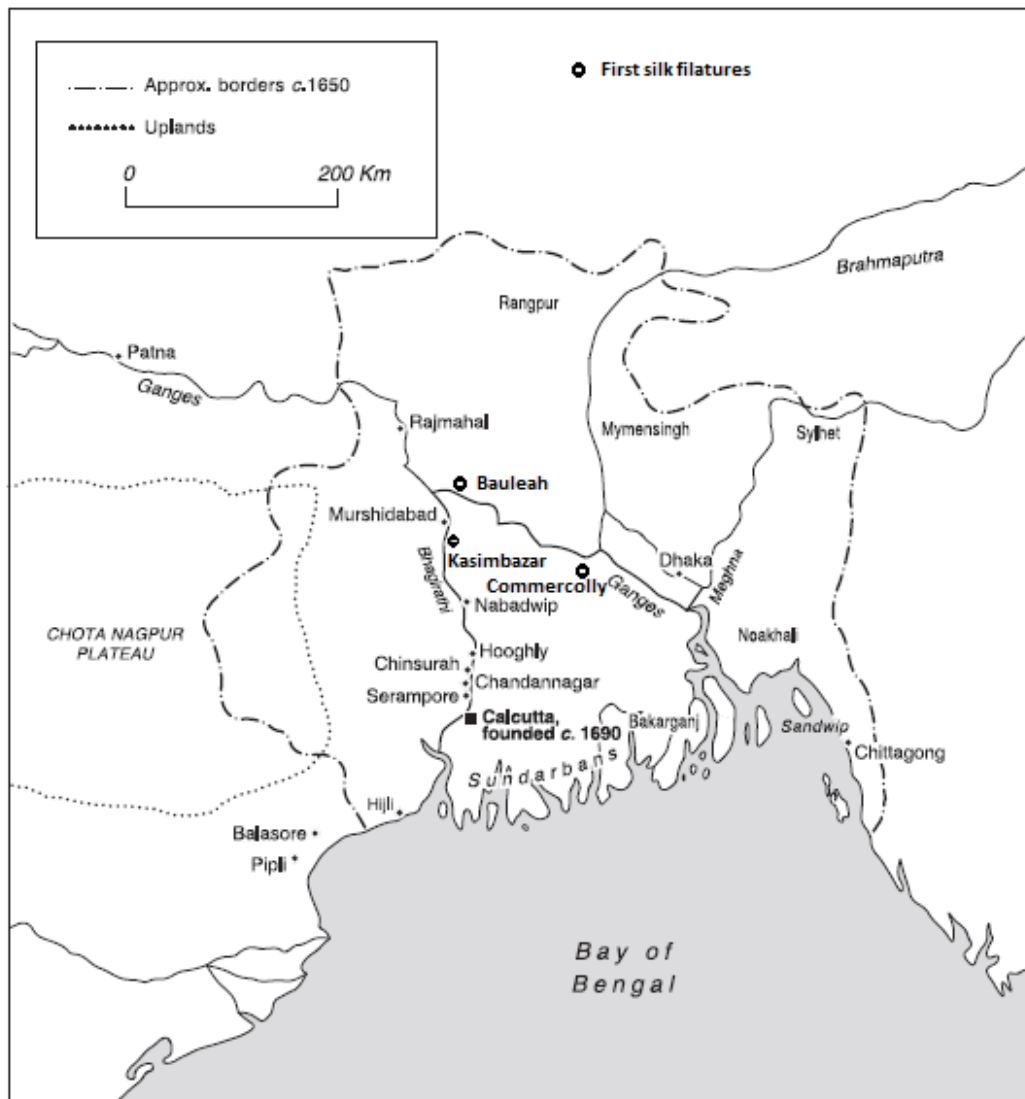 First silk filatures
Approx. borders c.1650
Uplands
0 200 Km
Brahmaputra
Rangpur
Patna
Ganges
Rajmahal
Mymensingh
Sylhet
Bauleah
Murshidabad
Kasimbazar
Bhagirathi
Commercolly
Ganges
Dhaka
Meghna
Nabadwip
CHOTA NAGPUR
PLATEAU
Noakhali
Hooghly
Chinsurah
Chandannagar
Serampore
Calcutta,
founded c. 1690
Bakarganj
Sandwip
Chittagong
Sundarbans
Hijli
Balasore
Pipli
Bay of
Bengal